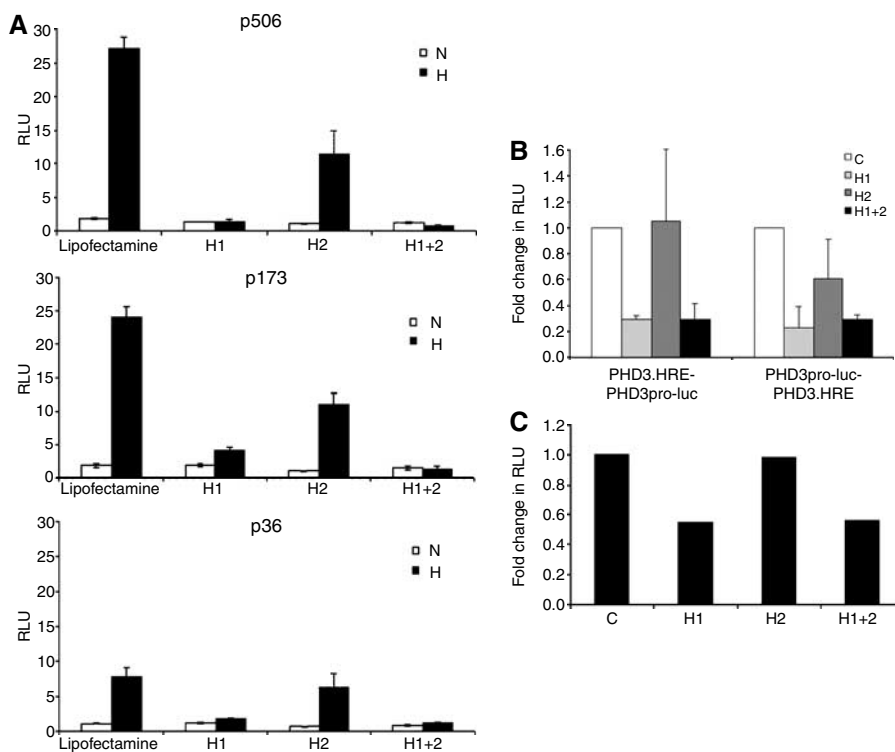 A
p506
30
25
20
15
10
5
0
RLU
N
H
Lipofectamine H1 H2 H1+2
p173
30
25
20
15
10
5
0
RLU
N
H
Lipofectamine H1 H2 H1+2
p36
30
25
20
15
10
5
0
RLU
N
H
Lipofectamine H1 H2 H1+2
B
1.6
1.4
1.2
1.0
0.8
0.6
0.4
0.2
0.0
Fold change in RLU
C
H1
H2
H1+2
PHD3.HRE-
PHD3pro-luc
PHD3pro-luc-
PHD3.HRE
C
1.2
1.0
0.8
0.6
0.4
0.2
0.0
Fold change in RLU
C H1 H2 H1+2